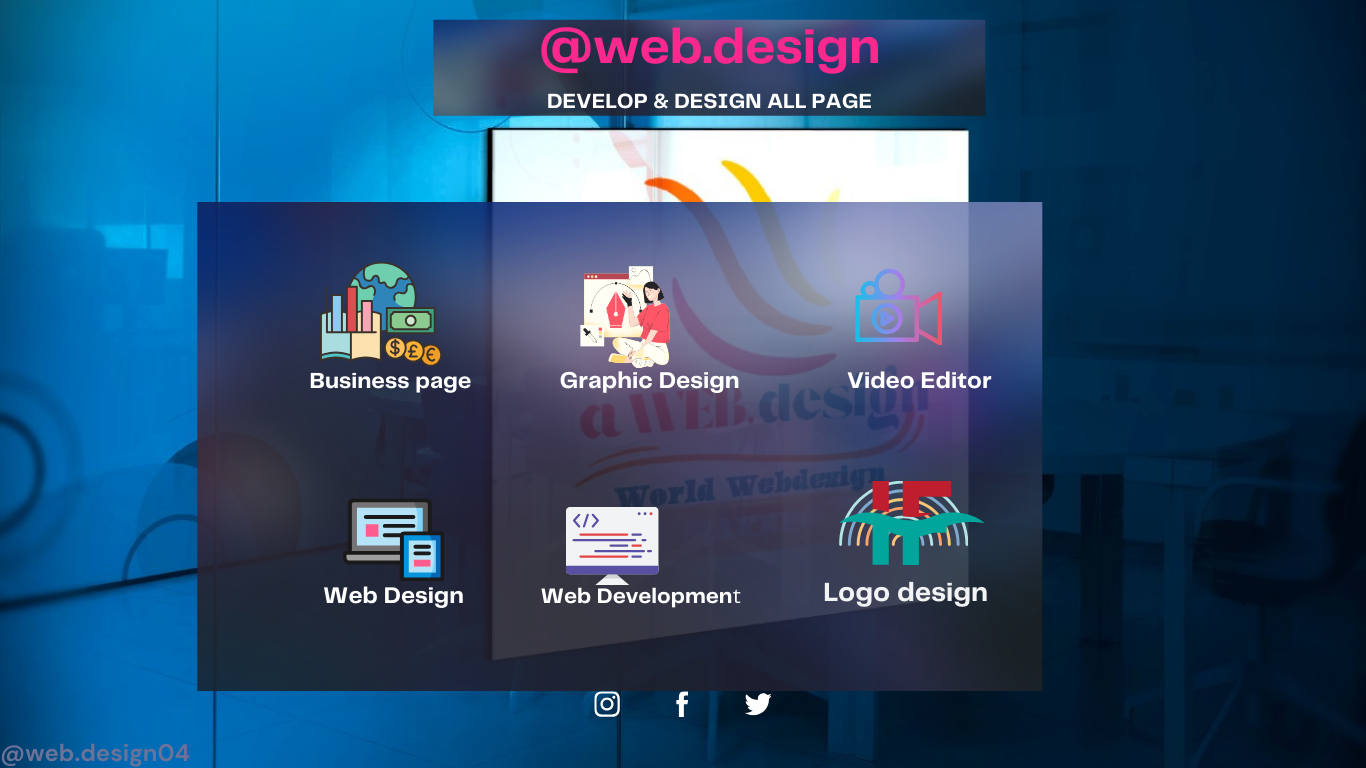 @web.design
DEVELOP & DESIGN ALL PAGE
Business page
Graphic Design
Video Editor
a WEB.design
World Webdesign
Web Design
Web Development
Logo design
@web.design04